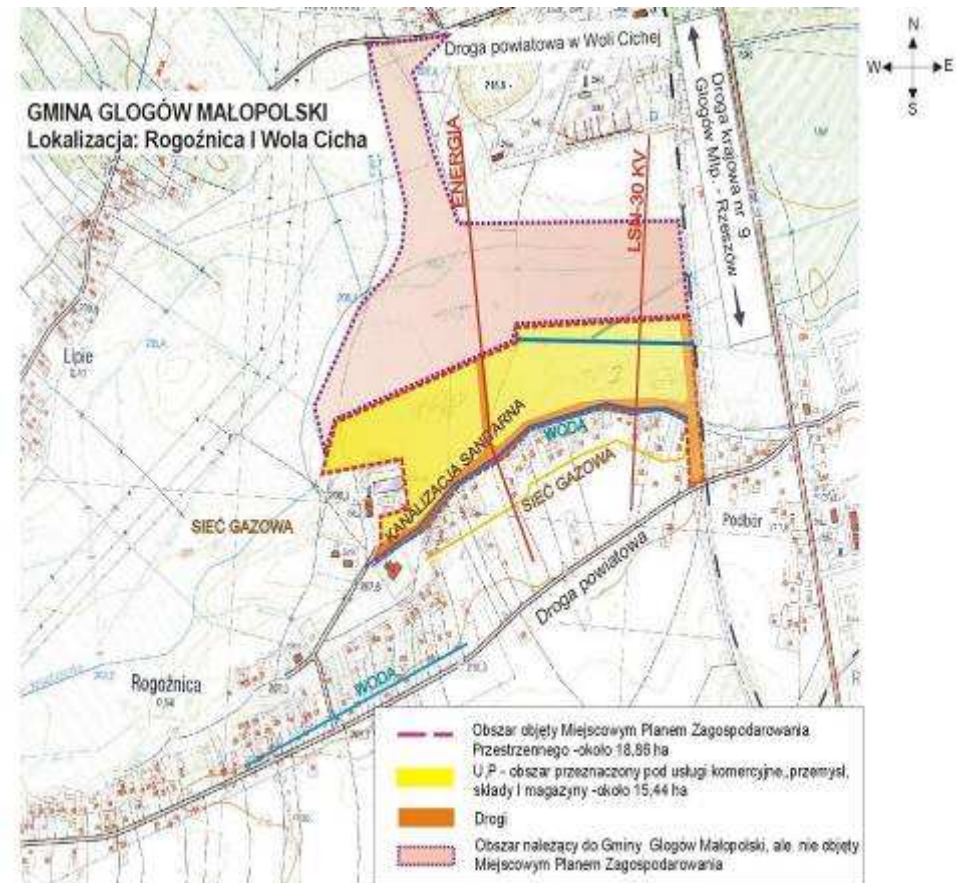 N
W E
S
Droga powiatowa w Woli Cichej
GMINA GLOGÓW MAŁOPOLSKI
Lokalizacja: Rogoźnica I Wola Cicha
Droga krajowa nr 9
Glogów Młp. - Rzeszów
ENERGIA
LSN-30 KV
Lipie
KANALIZACJA SANITARNA
WODA
SIEĆ GAZOWA
SIEĆ GAZOWA
Podbór
Droga powiatowa
Rogoźnica
WODA
Obszar objęty Miejscowym Planem Zagospodarowania
Przestrzennego -około 18,86 ha
U,P - obszar przeznaczony pod usługi komercyjne, przemysł,
składy I magazyny -około 15,44 ha
Drogi
Obszar należący do Gminy Glogów Małopolski, ale nie objęty
Miejscowym Planem Zagospodarowania